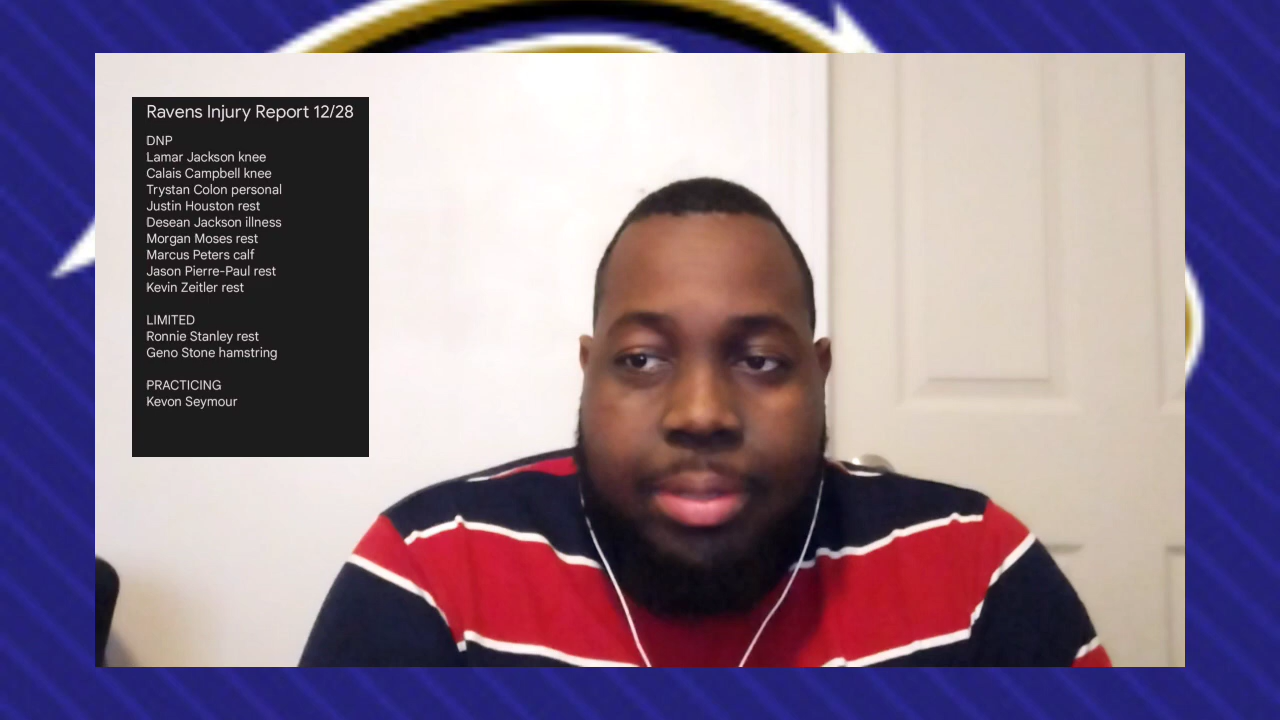 Ravens Injury Report 12/28
DNP
Lamar Jackson knee
Calais Campbell knee
Trystan Colon personal
Justin Houston rest
Desean Jackson illness
Morgan Moses rest
Marcus Peters calf
Jason Pierre-Paul rest
Kevin Zeitler rest
LIMITED
Ronnie Stanley rest
Geno Stone hamstring
PRACTICING
Kevon Seymour